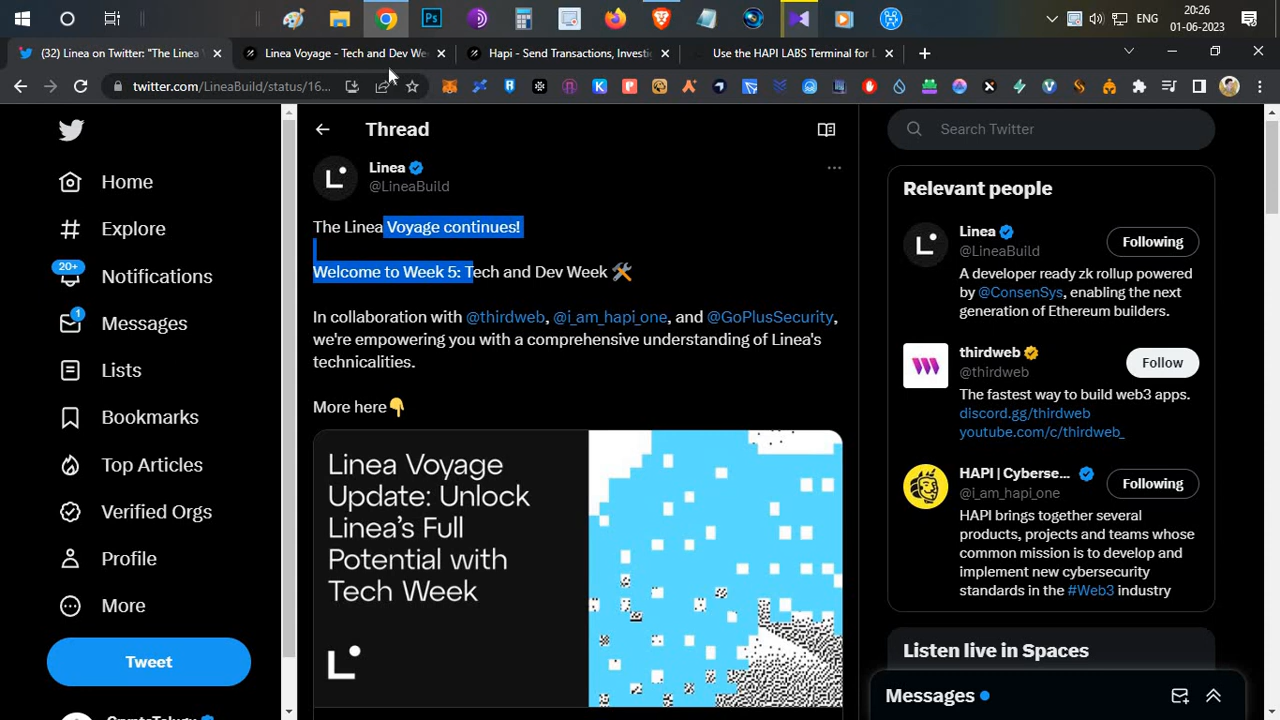 Ps
ENG
20:26
01-06-2023
(32) Linea on Twitter: "The Linea V
Linea Voyage - Tech and Dev We
Hapi - Send Transactions, Investig
Use the HAPI LABS Terminal for L
twitter.com/LineaBuild/status/16...
Thread
Search Twitter
Linea
@LineaBuild
The Linea Voyage continues!
Welcome to Week 5: Tech and Dev Week 🛠
In collaboration with @thirdweb, @i_am_hapi_one, and @GoPlusSecurity,
we're empowering you with a comprehensive understanding of Linea's
technicalities.
More here👇
Linea Voyage
Update: Unlock
Linea's Full
Potential with
Tech Week
Home
Explore
20+
Notifications
1
Messages
Lists
Bookmarks
Top Articles
Verified Orgs
Profile
More
Tweet
CryptoTelugu
Relevant people
Linea
@LineaBuild
Following
A developer ready zk rollup powered
by @ConsenSys, enabling the next
generation of Ethereum builders.
thirdweb
@thirdweb
Follow
The fastest way to build web3 apps.
discord.gg/thirdweb
youtube.com/c/thirdweb_
HAPI | Cyberse...
@i_am_hapi_one
Following
HAPI brings together several
products, projects and teams whose
common mission is to develop and
implement new cybersecurity
standards in the #Web3 industry
Listen live in Spaces
Messages